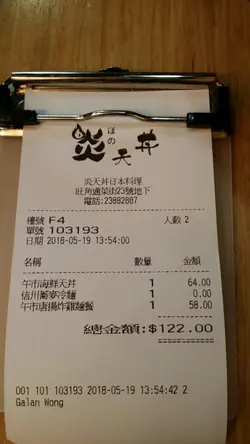 炎天丼
ほの
炎天丼日本料理
旺角通菜街23號地下
電話:23882887
檯號 F4 人數 2
單號 103193
日期 2018-05-19 13:54:00
名稱 數量 金額
午市海鮮天丼 1 64.00
信州蕎麥冷麵 1 0.00
午市唐揚炸雞麵餐 1 58.00
總金額:$122.00
001 101 103193 2018-05-19 13:54:42 2
Galan Wong